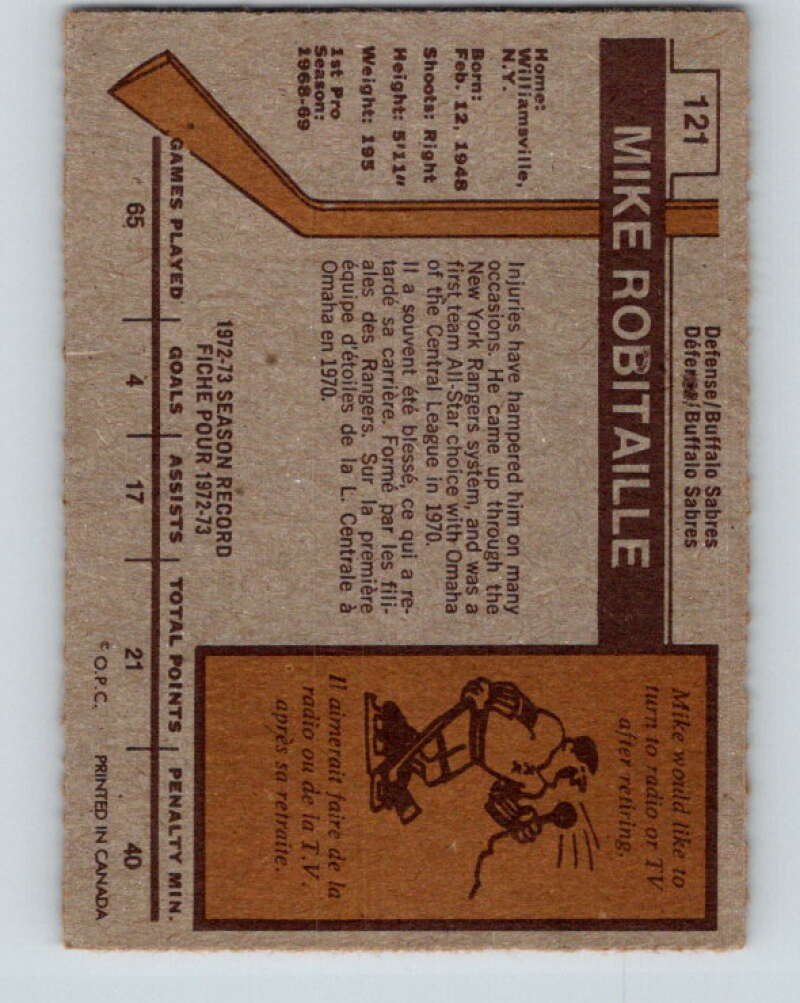 121
Defense/Buffalo Sabres
Défense/Buffalo Sabres
MIKE ROBITAILLE
Home:
Williamsville,
N.Y.
Born:
Feb. 12, 1948
Shoots: Right
Height: 5'11"
Weight: 195
1st Pro
Season:
1968-69
Injuries have hampered him on many
occasions. He came up through the
New York Rangers system, and was a
first team All-Star choice with Omaha
of the Central League in 1970.
Il a souvent été blessé, ce qui a re-
tardé sa carrière. Formé par les fili-
ales des Rangers. Sur la première
équipe d'étoiles de la L. Centrale à
Omaha en 1970.
Mike would like to
turn to radio or TV
after retiring.
Il aimerait faire de la
radio ou de la T.V.
après sa retraite.
1972-73 SEASON RECORD
FICHE POUR 1972-73
GAMES PLAYED GOALS ASSISTS TOTAL POINTS PENALTY MIN.
65 4 17 21 40
© O.P.C. PRINTED IN CANADA